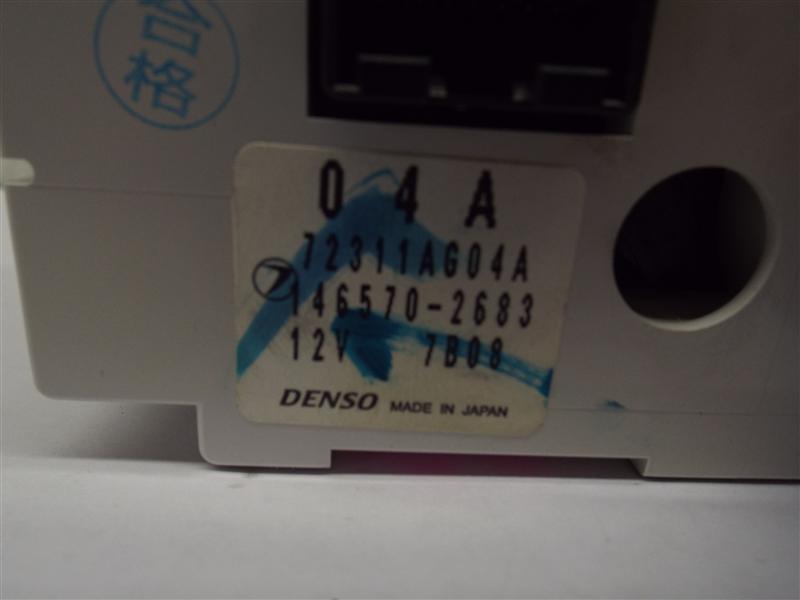 合
格
04A
72311AG04A
146570-2683
12V 7B08
DENSO MADE IN JAPAN